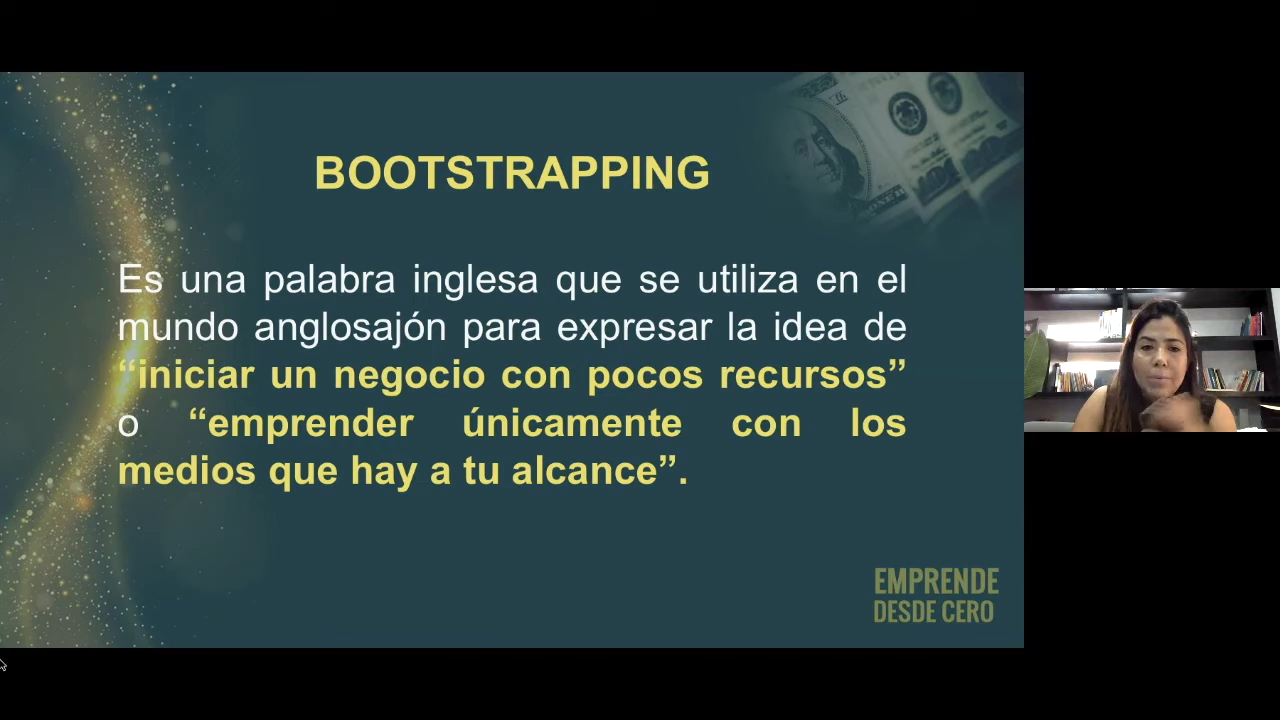 BOOTSTRAPPING
Es una palabra inglesa que se utiliza en el
mundo anglosajón para expresar la idea de
“iniciar un negocio con pocos recursos”
o “emprender únicamente con los
medios que hay a tu alcance”.
EMPRENDE
DESDE CERO